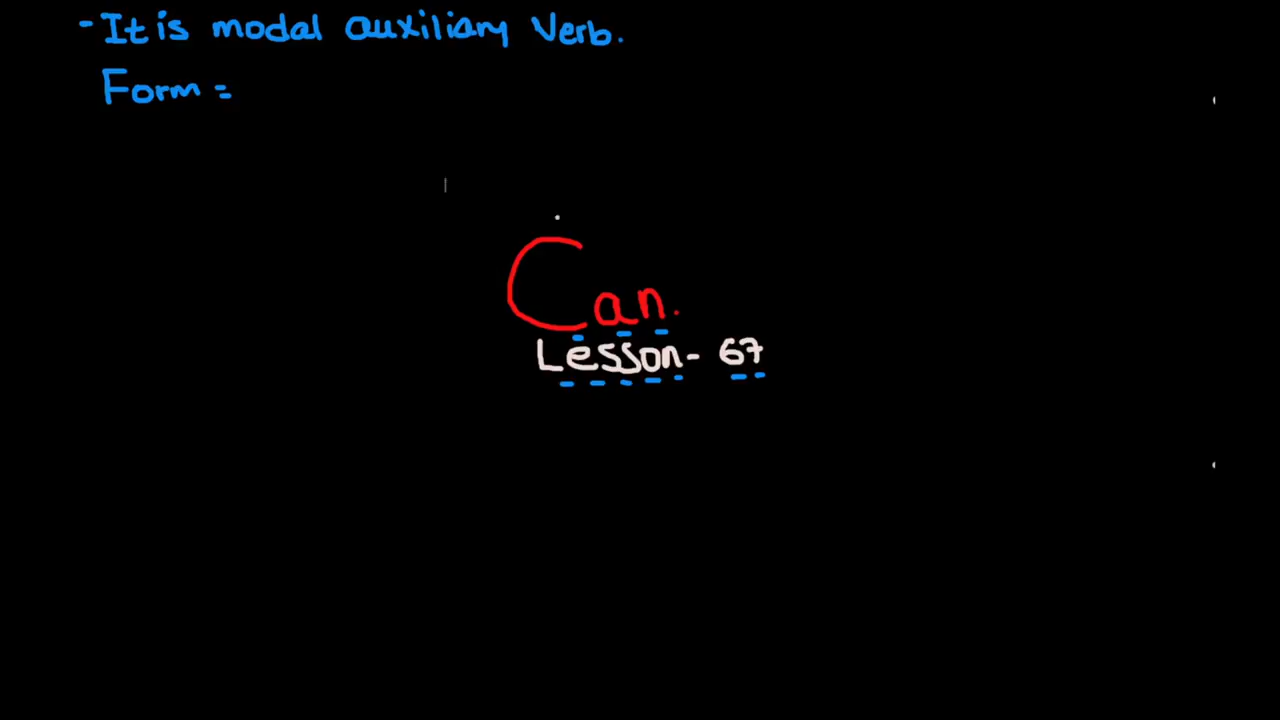 - It is modal auxiliary Verb.
Form =
Can.
Lesson - 67